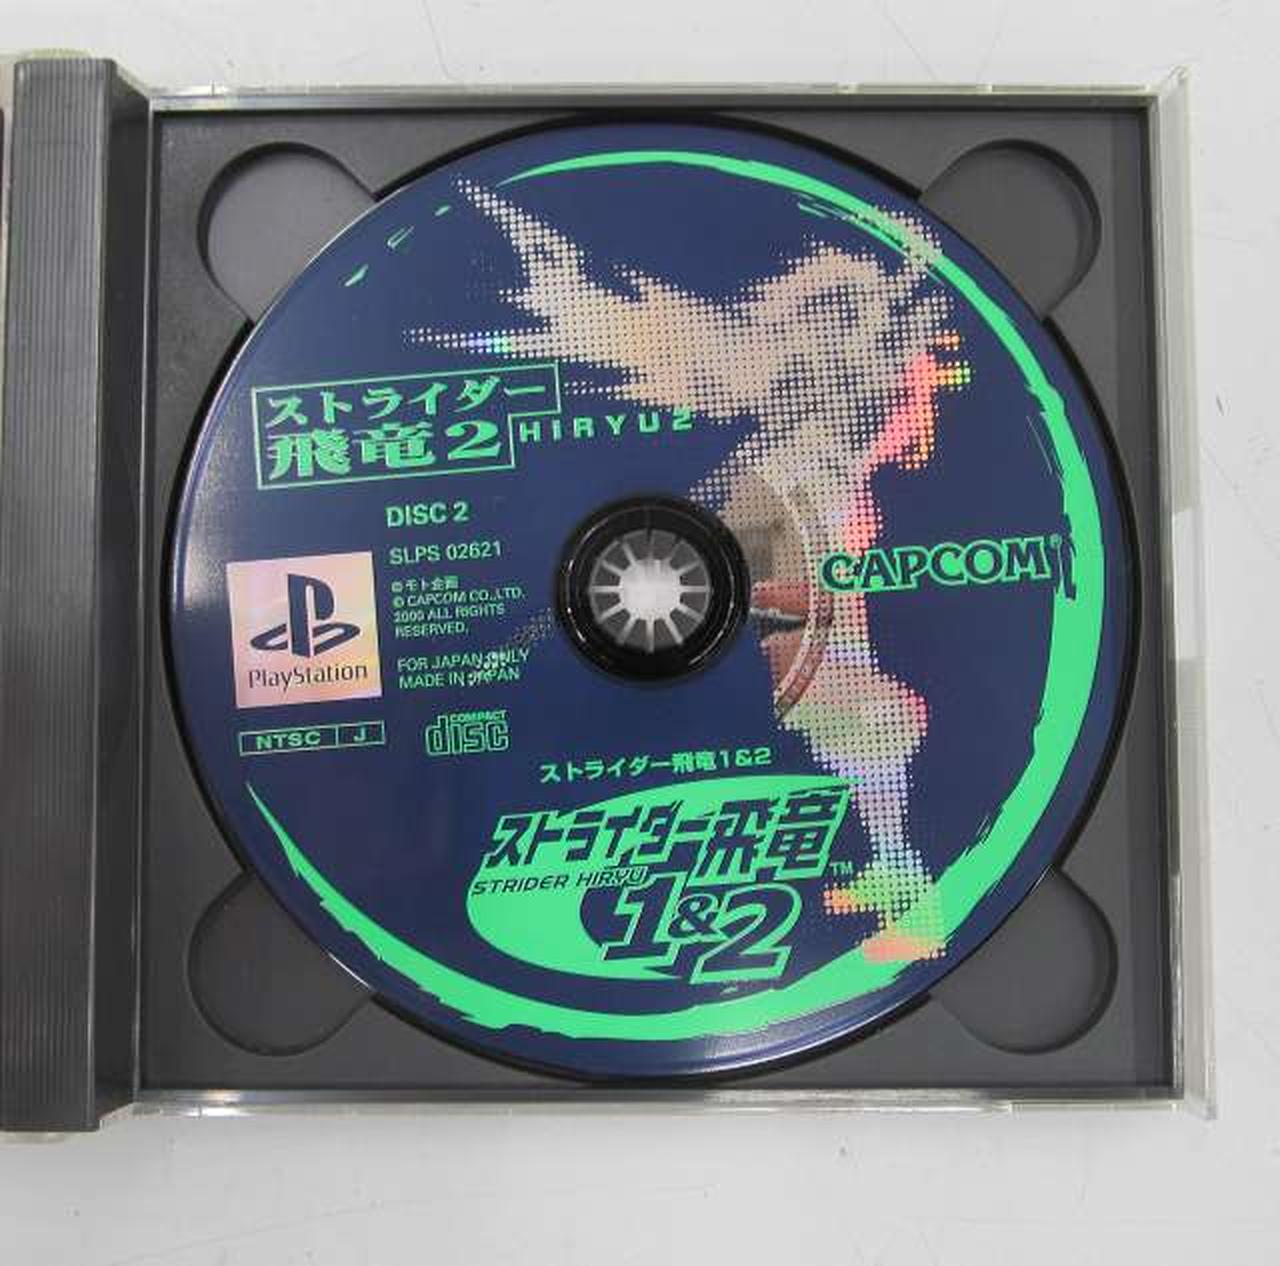 ストライダー
飛竜2
HIRYU2
DISC 2
SLPS 02621
© モト企画
© CAPCOM CO.,LTD.
2000 ALL RIGHTS
RESERVED.
FOR JAPAN ONLY
MADE IN JAPAN
PlayStation
NTSC J
COMPACT
disc
CAPCOM
ストライダー飛竜1&2
ストライダー飛竜
STRIDER HIRYU
1&2
TM